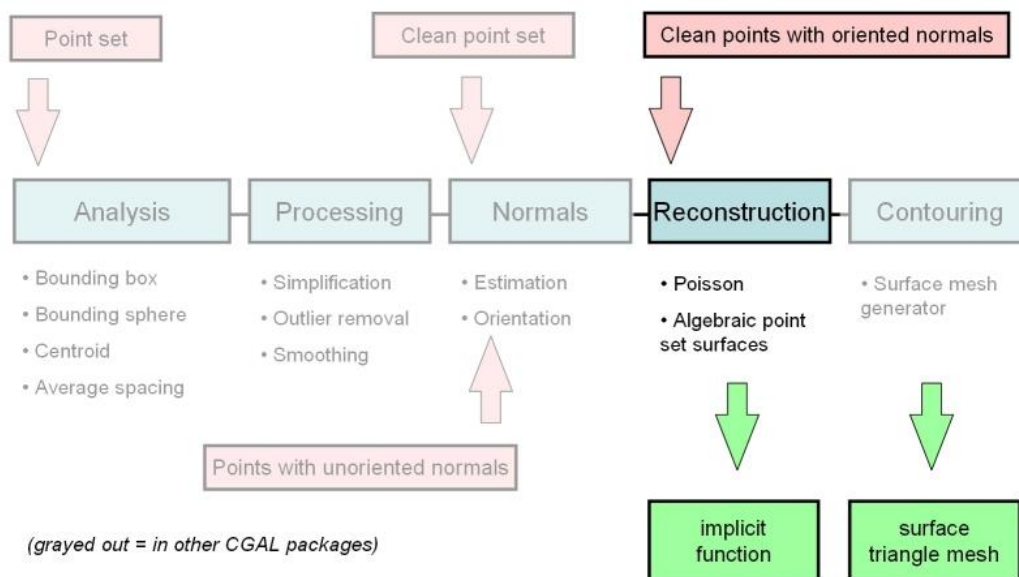 Point set
Clean point set
Clean points with oriented normals
Analysis
Processing
Normals
Reconstruction
Contouring
• Bounding box
• Bounding sphere
• Centroid
• Average spacing
• Simplification
• Outlier removal
• Smoothing
• Estimation
• Orientation
• Poisson
• Algebraic point
set surfaces
• Surface mesh
generator
Points with unoriented normals
(grayed out = in other CGAL packages)
implicit
function
surface
triangle mesh